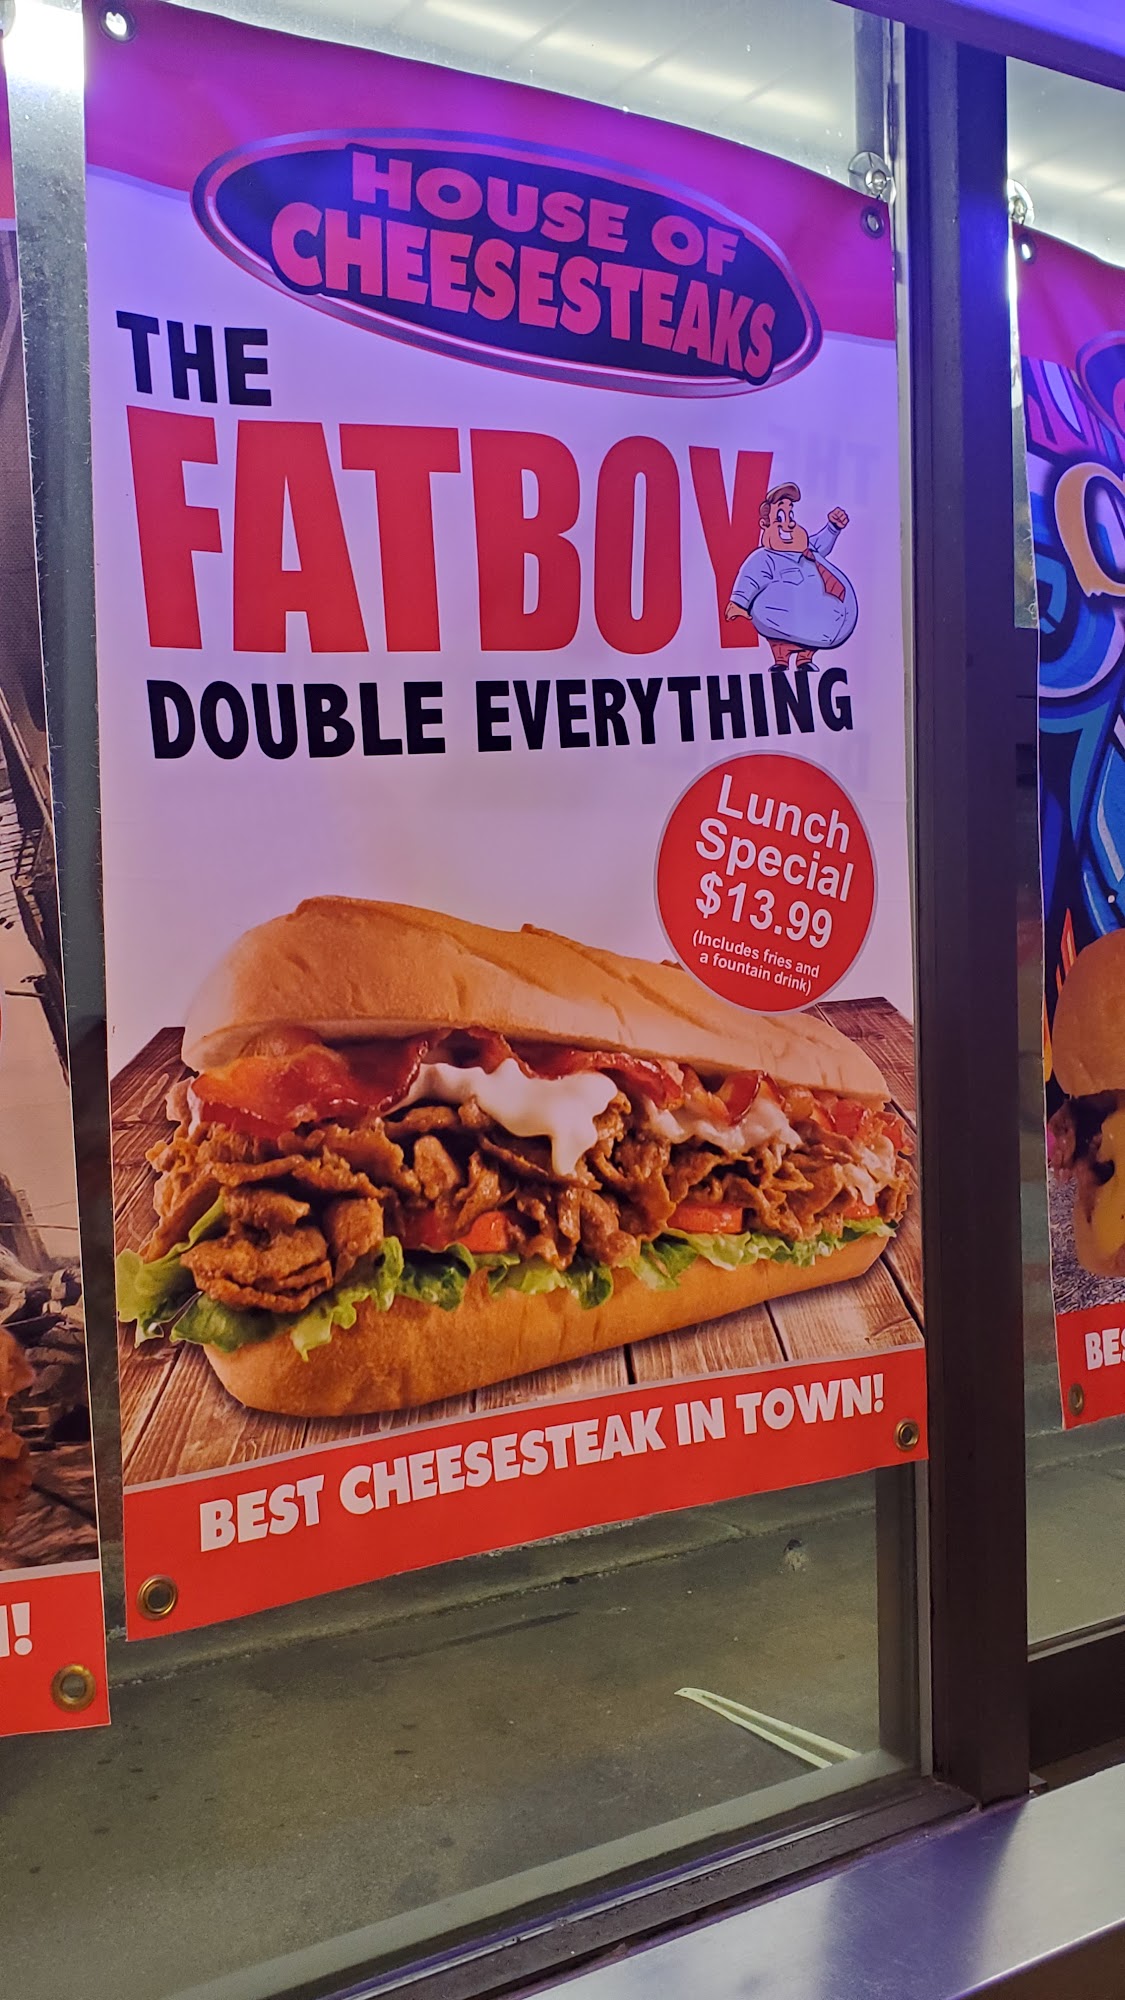 HOUSE OF
CHEESESTEAKS
THE
FATBOY
DOUBLE EVERYTHING
Lunch
Special
$13.99
(Includes fries and
a fountain drink)
BEST CHEESESTEAK IN TOWN!